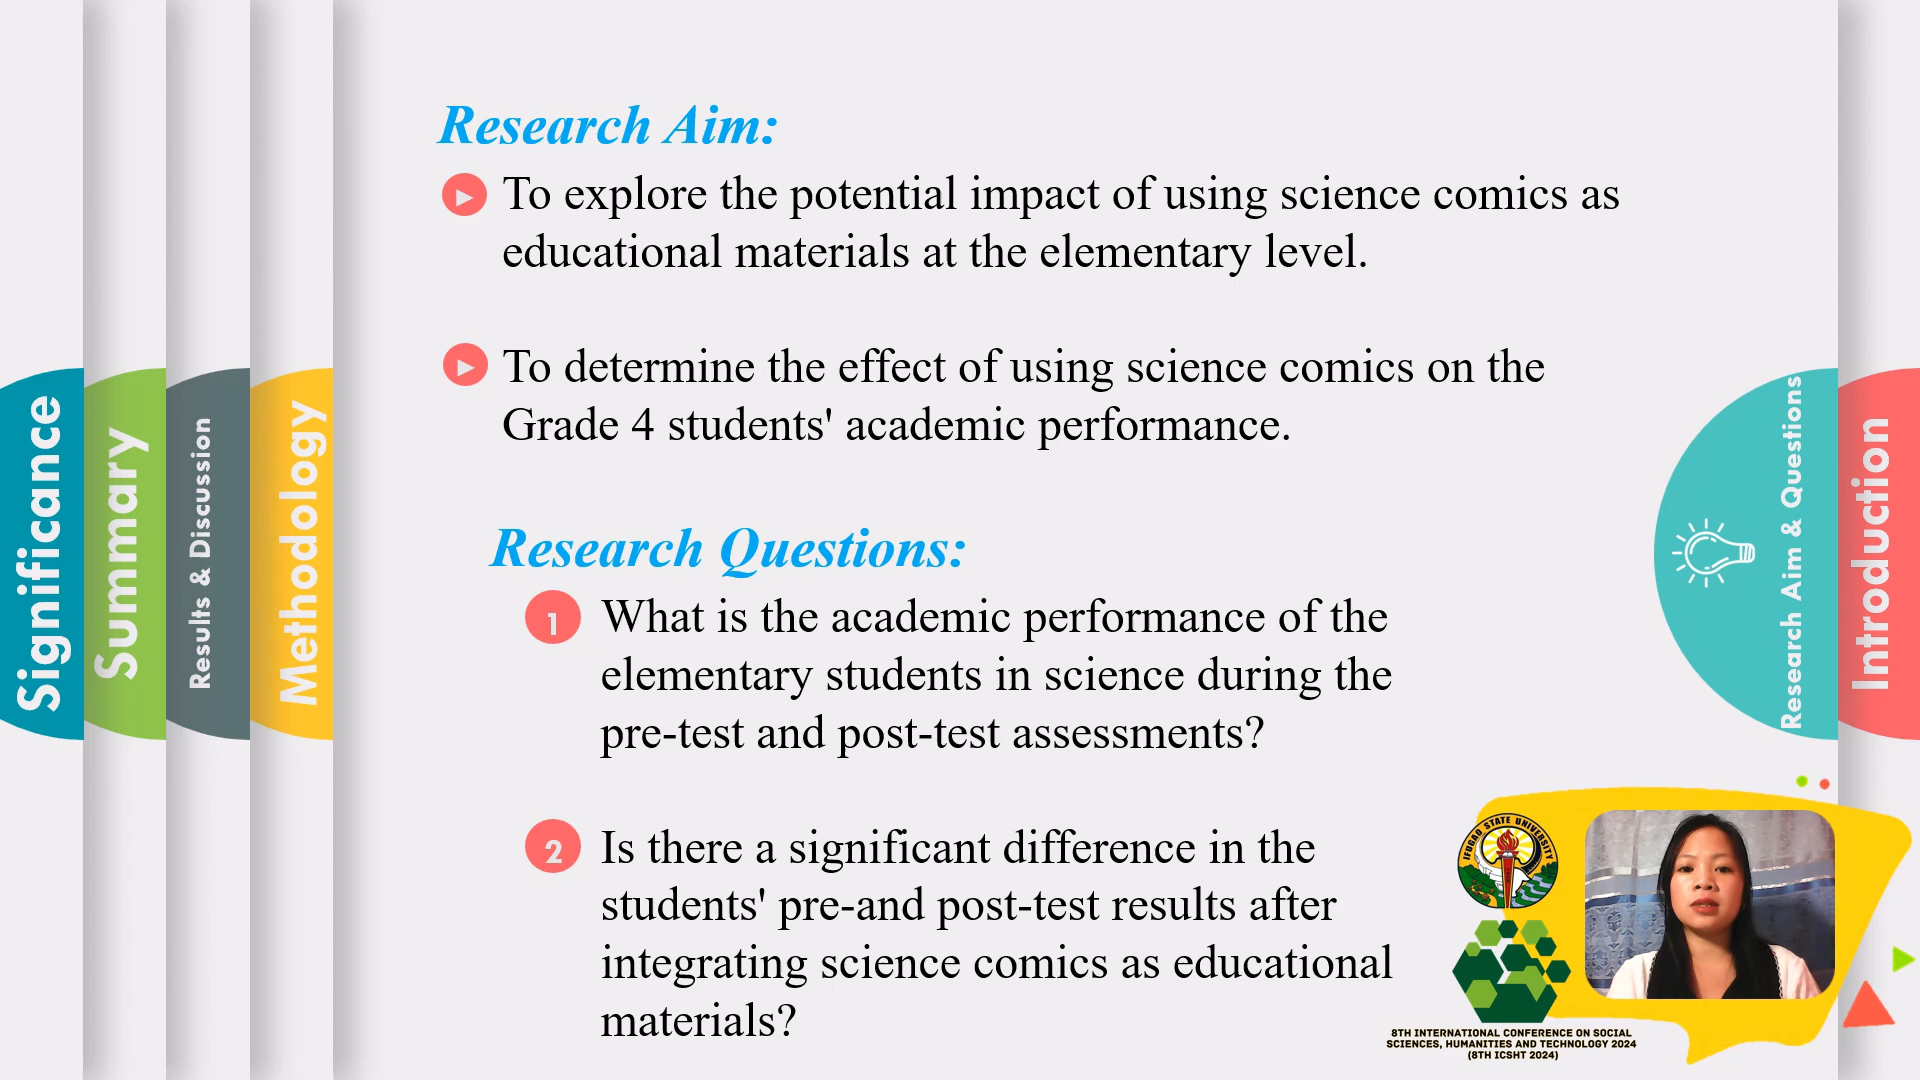 Research Aim:
To explore the potential impact of using science comics as
educational materials at the elementary level.
To determine the effect of using science comics on the
Grade 4 students' academic performance.
Research Questions:
1 What is the academic performance of the
elementary students in science during the
pre-test and post-test assessments?
2 Is there a significant difference in the
students' pre-and post-test results after
integrating science comics as educational
materials?
Significance
Summary
Results & Discussion
Methodology
Research Aim & Questions
Introduction
IFUGAO STATE UNIVERSITY
8TH INTERNATIONAL CONFERENCE ON SOCIAL
SCIENCES, HUMANITIES AND TECHNOLOGY 2024
(8TH ICSHT 2024)